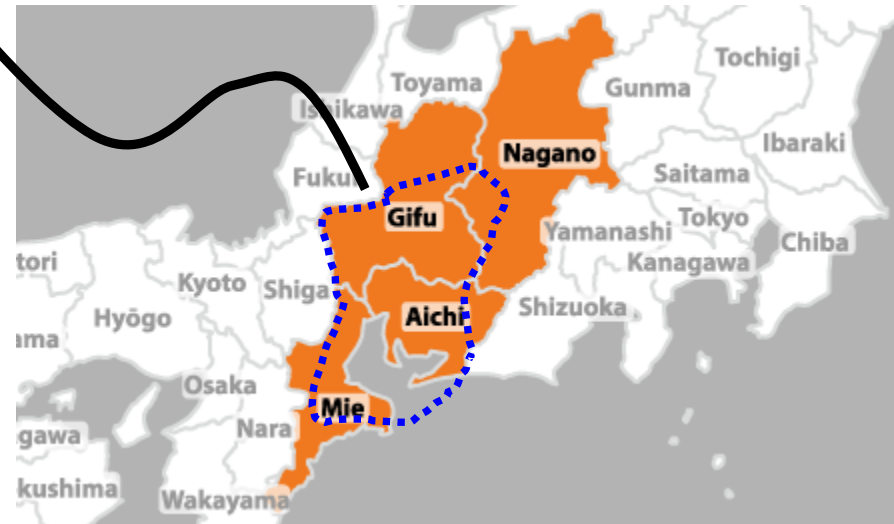 Toyama
Tochigi
Gunma
Ishikawa
Ibaraki
Nagano
Fukui
Saitama
Gifu
Tokyo
Yamanashi
Chiba
Kanagawa
tori
Kyoto
Shiga
Hyōgo
Aichi
Shizuoka
ama
Osaka
Mie
Nara
gawa
kushima
Wakayama